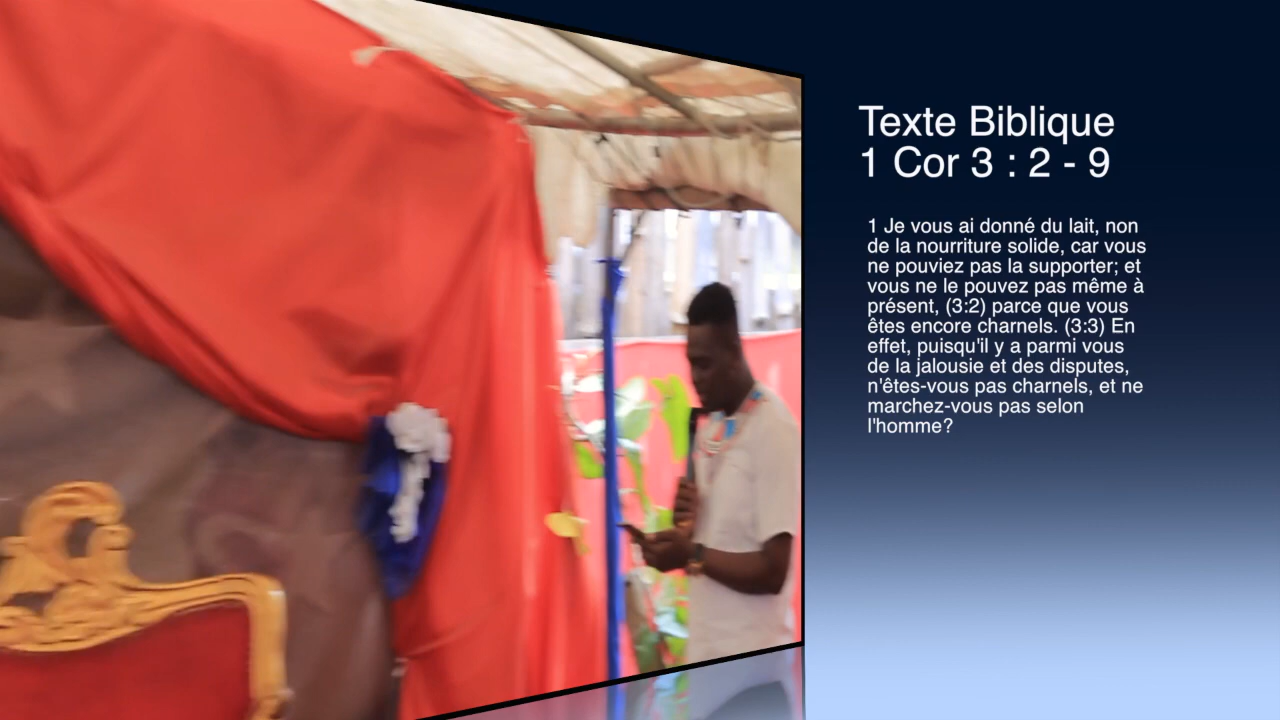 Texte Biblique
1 Cor 3 : 2 - 9
1 Je vous ai donné du lait, non
de la nourriture solide, car vous
ne pouviez pas la supporter; et
vous ne le pouvez pas même à
présent, (3:2) parce que vous
êtes encore charnels. (3:3) En
effet, puisqu'il y a parmi vous
de la jalousie et des disputes,
n'êtes-vous pas charnels, et ne
marchez-vous pas selon
l'homme?